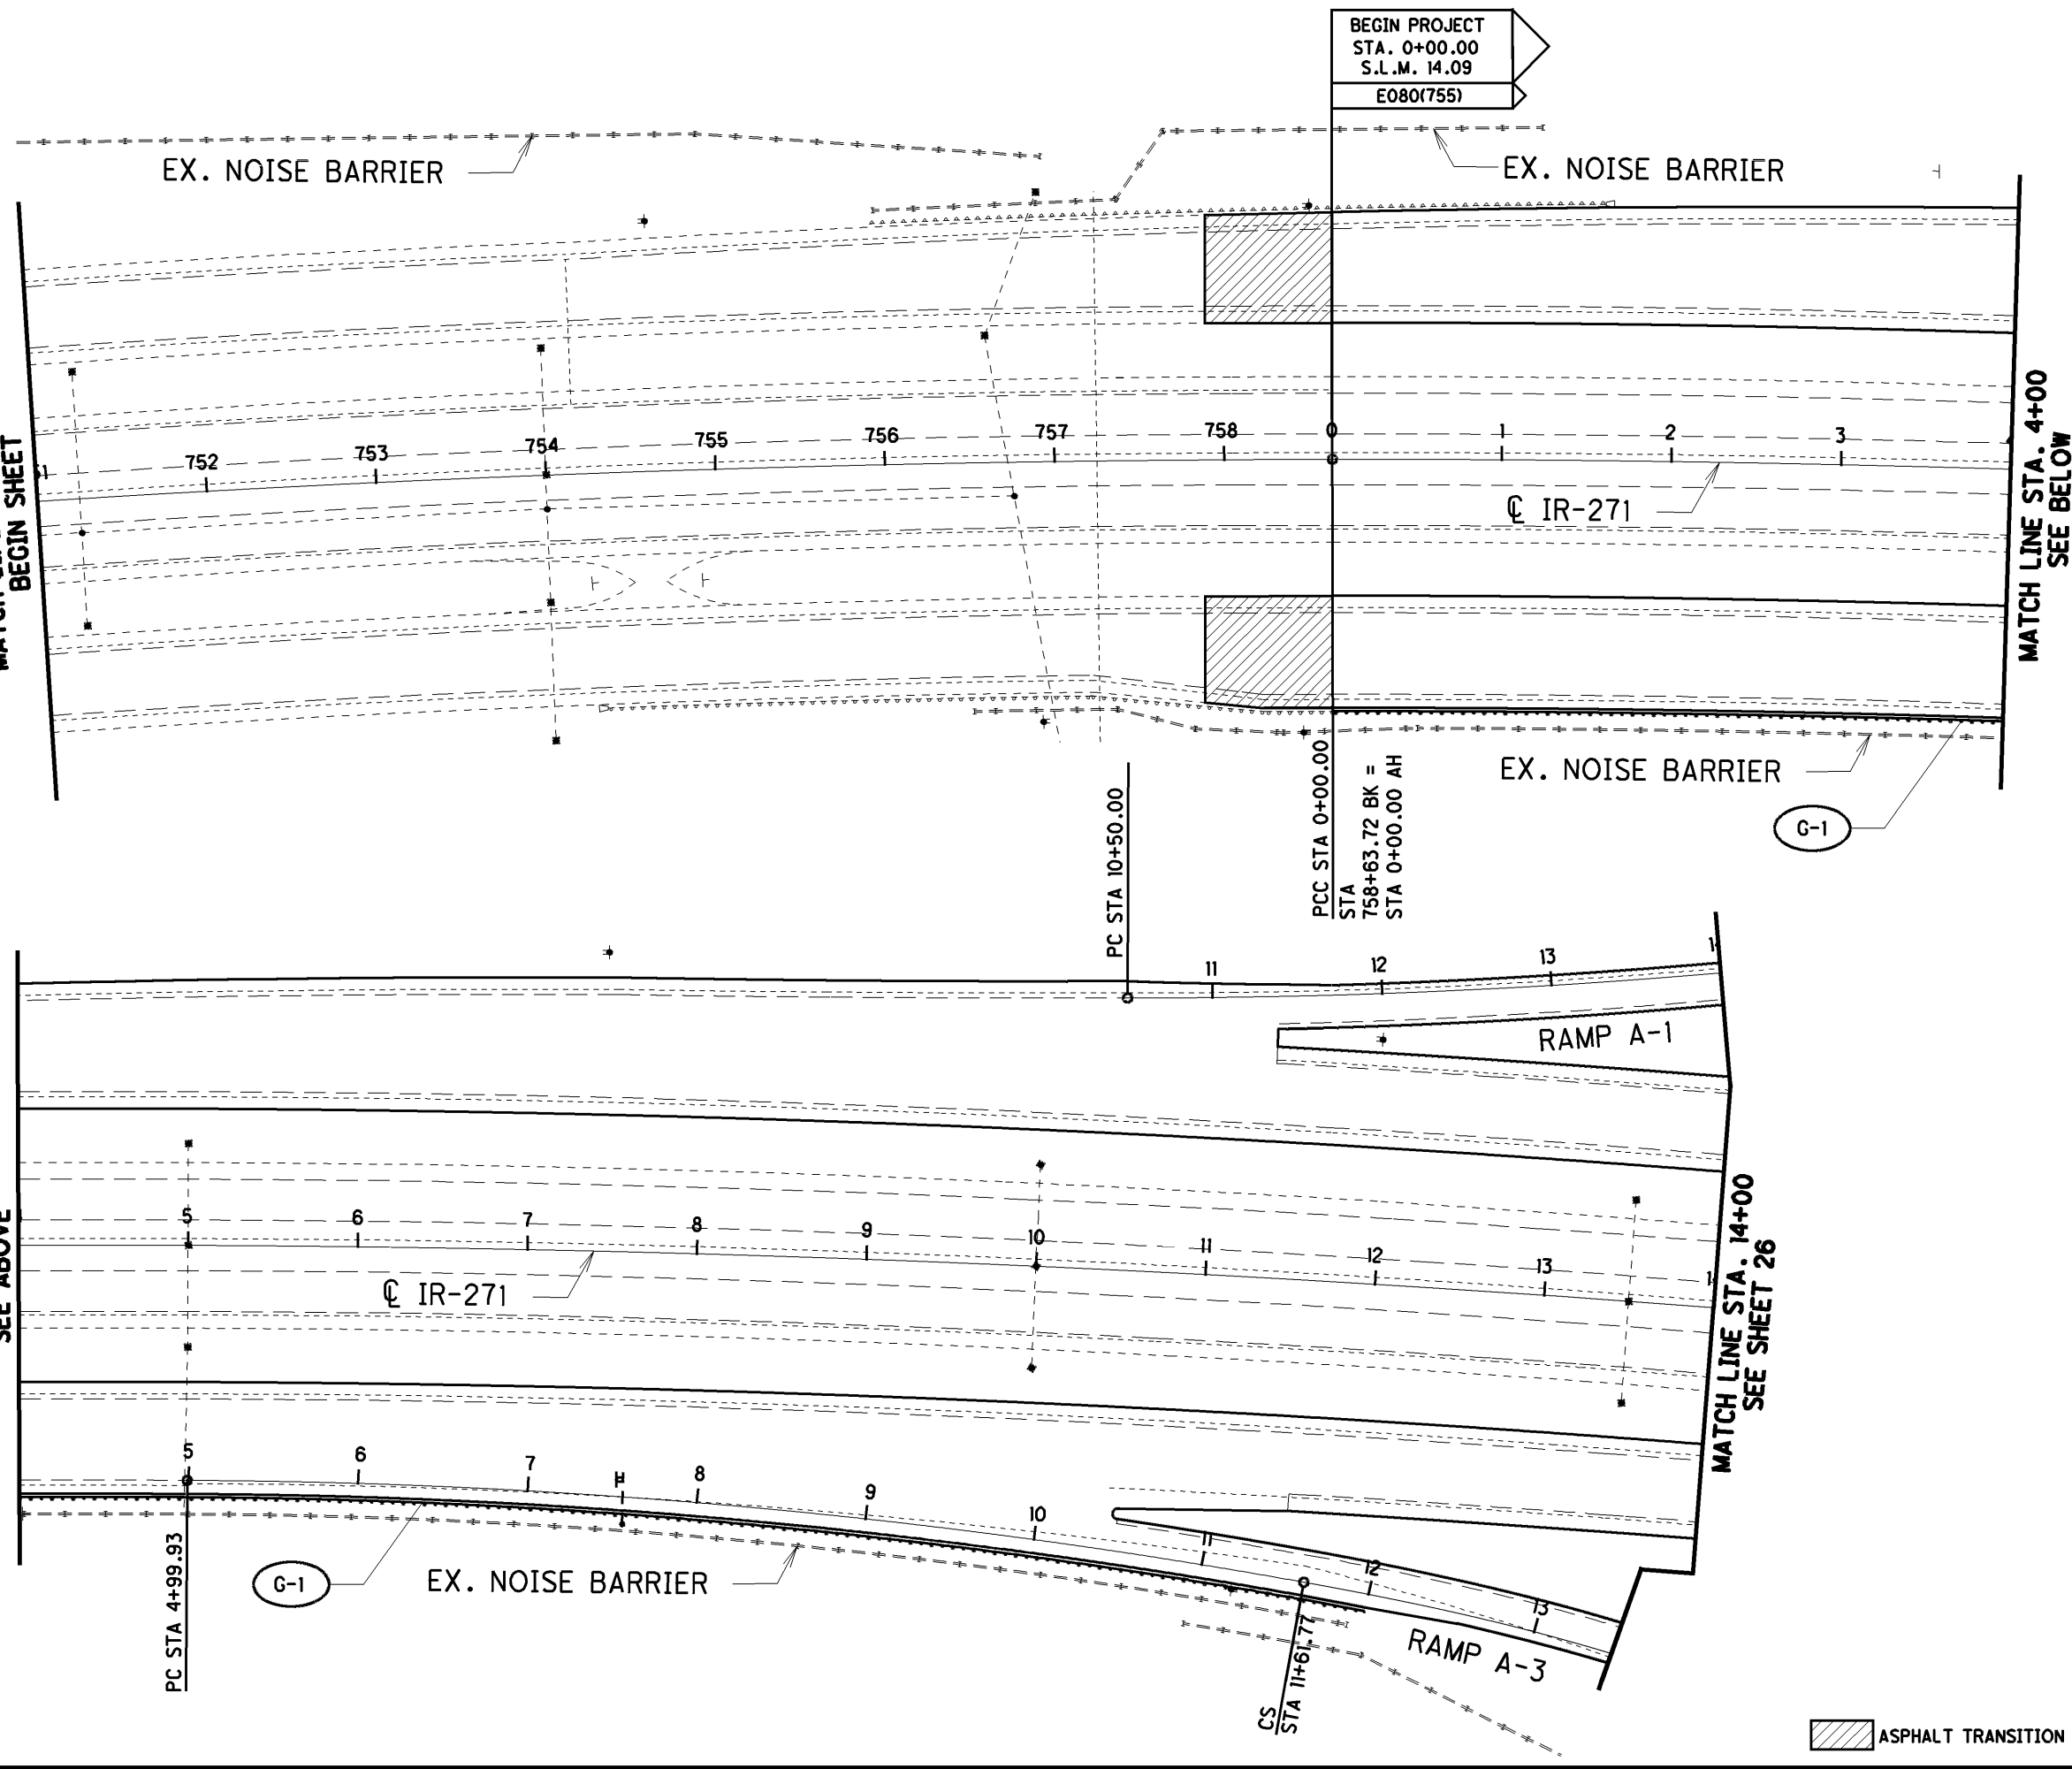 BEGIN PROJECT
STA. 0+00.00
S.L.M. 14.09
E080(755)
EX. NOISE BARRIER
EX. NOISE BARRIER
BEGIN SHEET
752
753
754
755
756
757
758
0
1
2
3
℄ IR-271
MATCH LINE STA. 4+00
SEE BELOW
EX. NOISE BARRIER
G-1
PC STA 10+50.00
PCC STA 0+00.00
STA
758+63.72 BK =
STA 0+00.00 AH
11
12
13
RAMP A-1
SEE ABOVE
5
6
7
8
9
10
11
12
13
℄ IR-271
MATCH LINE STA. 14+00
SEE SHEET 26
5
6
7
8
9
10
11
12
13
PC STA 4+99.93
G-1
EX. NOISE BARRIER
CS
STA 11+61.77
RAMP A-3
ASPHALT TRANSITION